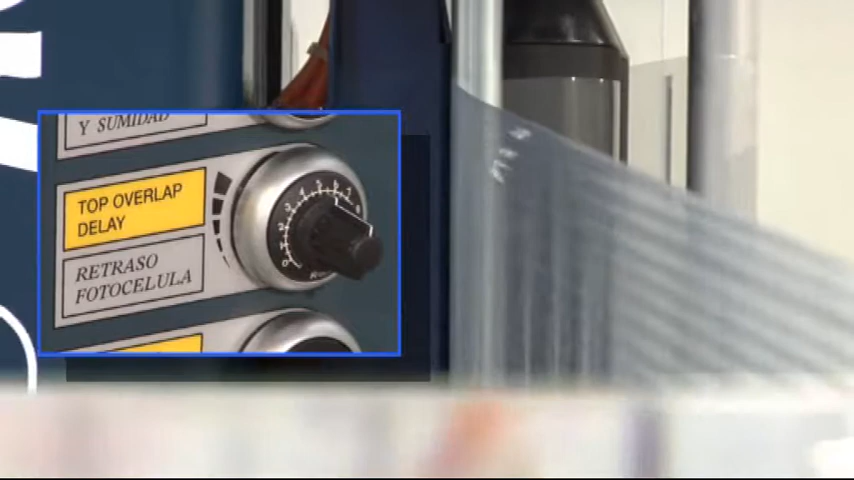 Y SUMIDAD
TOP OVERLAP
DELAY
RETRASO
FOTOCELULA